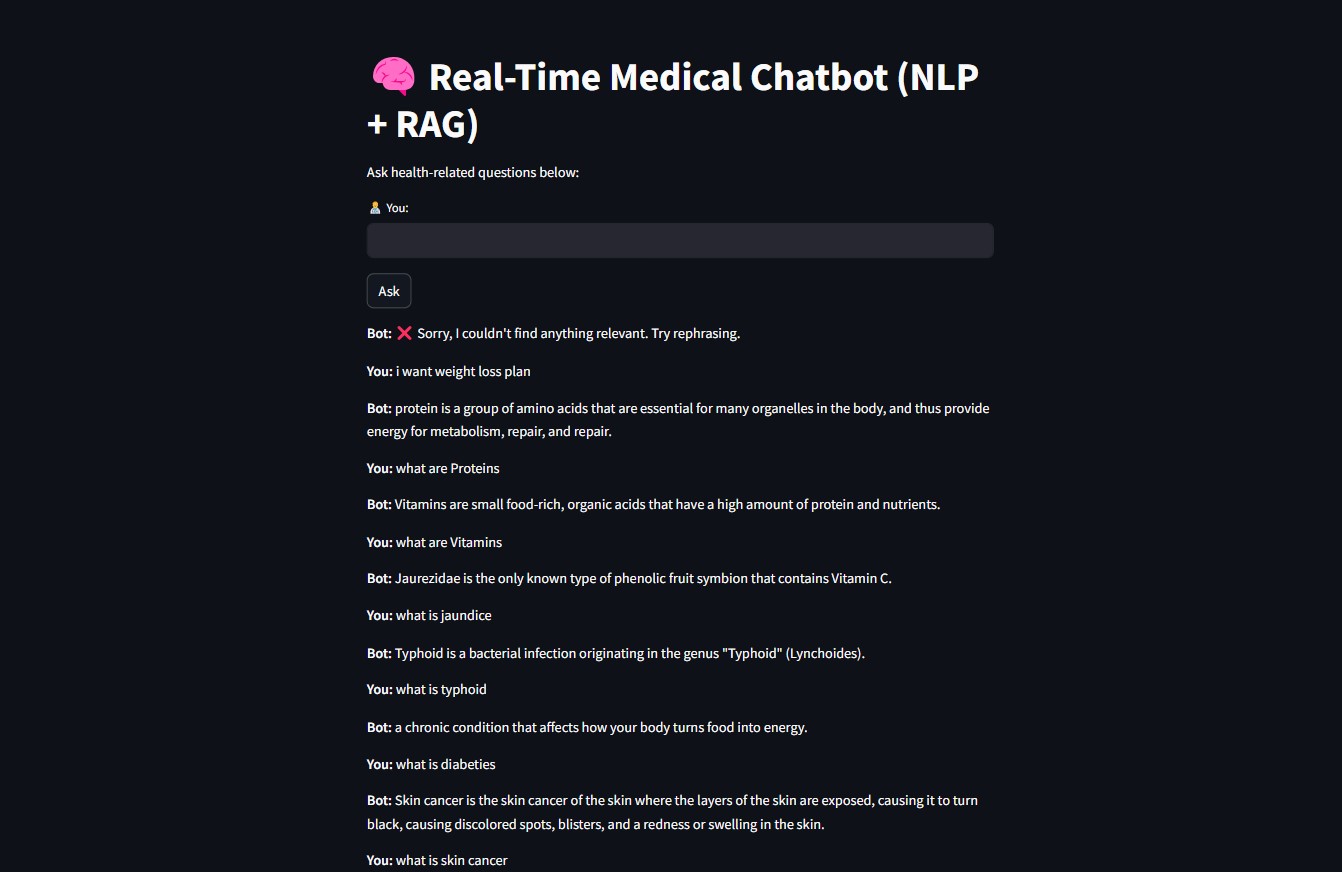 🧠 Real-Time Medical Chatbot (NLP
+ RAG)
Ask health-related questions below:
You:
Ask
Bot: ❌ Sorry, I couldn't find anything relevant. Try rephrasing.
You: i want weight loss plan
Bot: protein is a group of amino acids that are essential for many organelles in the body, and thus provide
energy for metabolism, repair, and repair.
You: what are Proteins
Bot: Vitamins are small food-rich, organic acids that have a high amount of protein and nutrients.
You: what are Vitamins
Bot: Jaurezidae is the only known type of phenolic fruit symbion that contains Vitamin C.
You: what is jaundice
Bot: Typhoid is a bacterial infection originating in the genus "Typhoid" (Lynchoides).
You: what is typhoid
Bot: a chronic condition that affects how your body turns food into energy.
You: what is diabeties
Bot: Skin cancer is the skin cancer of the skin where the layers of the skin are exposed, causing it to turn
black, causing discolored spots, blisters, and a redness or swelling in the skin.
You: what is skin cancer